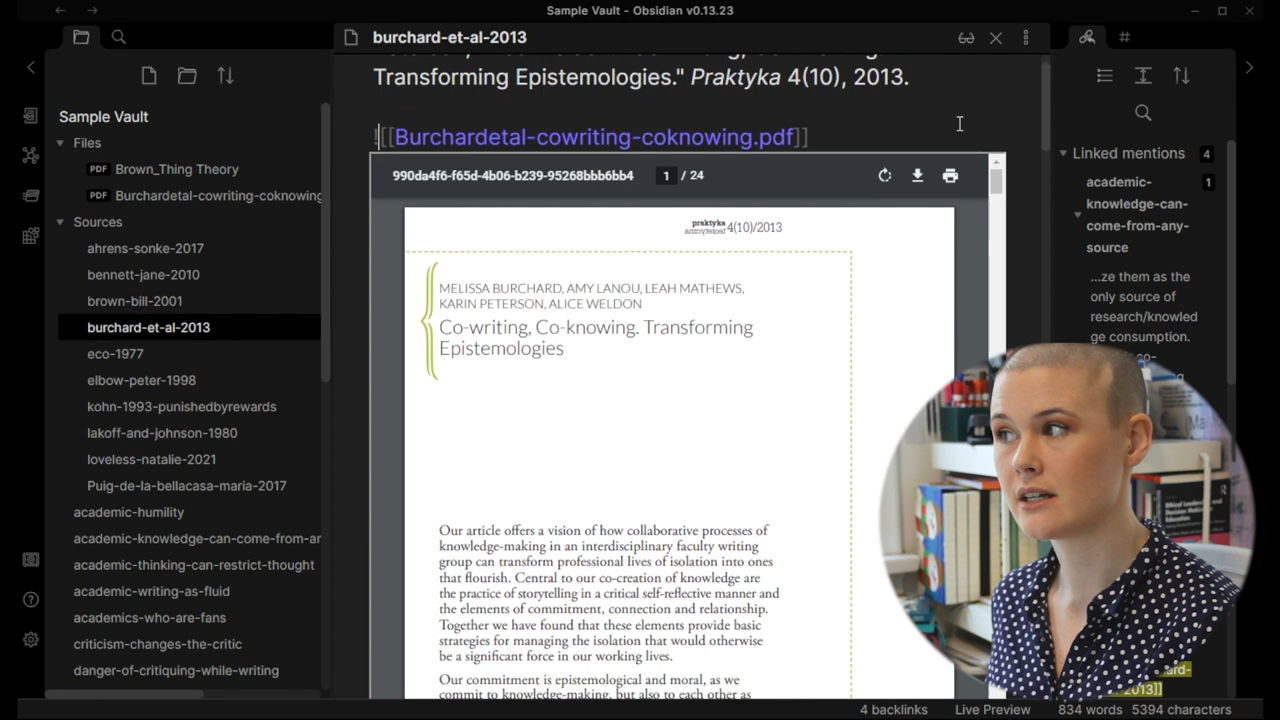 Sample Vault - Obsidian v0.13.23
burchard-et-al-2013
Transforming Epistemologies." Praktyka 4(10), 2013.
![[Burchardetal-cowriting-coknowing.pdf]]
990da4f6-f65d-4b06-b239-95268bbb6bb4 1 / 24
praktyka
4(10)/2013
MELISSA BURCHARD, AMY LANOU, LEAH MATHEWS,
KARIN PETERSON, ALICE WELDON
Co-writing, Co-knowing. Transforming
Epistemologies
Our article offers a vision of how collaborative processes of
knowledge-making in an interdisciplinary faculty writing
group can transform professional lives of isolation into ones
that flourish. Central to our co-creation of knowledge are
the practice of storytelling in a critical self-reflective manner and
the elements of commitment, connection and relationship.
Together we have found that these elements provide basic
strategies for managing the isolation that would otherwise
be a significant force in our working lives.
Our commitment is epistemological and moral, as we
commit to knowledge-making, but also to each other as
Sample Vault
Files
PDF Brown_Thing Theory
PDF Burchardetal-cowriting-coknowing
Sources
ahrens-sonke-2017
bennett-jane-2010
brown-bill-2001
burchard-et-al-2013
eco-1977
elbow-peter-1998
kohn-1993-punishedbyrewards
lakoff-and-johnson-1980
loveless-natalie-2021
Puig-de-la-bellacasa-maria-2017
academic-humility
academic-knowledge-can-come-from-ar
academic-thinking-can-restrict-thought
academic-writing-as-fluid
academics-who-are-fans
criticism-changes-the-critic
danger-of-critiquing-while-writing
Linked mentions 4
academic-
knowledge-can-
come-from-any-
source
1
...ze them as the
only source of
research/knowled
ge consumption.
2013]]
4 backlinks Live Preview 834 words 5394 characters